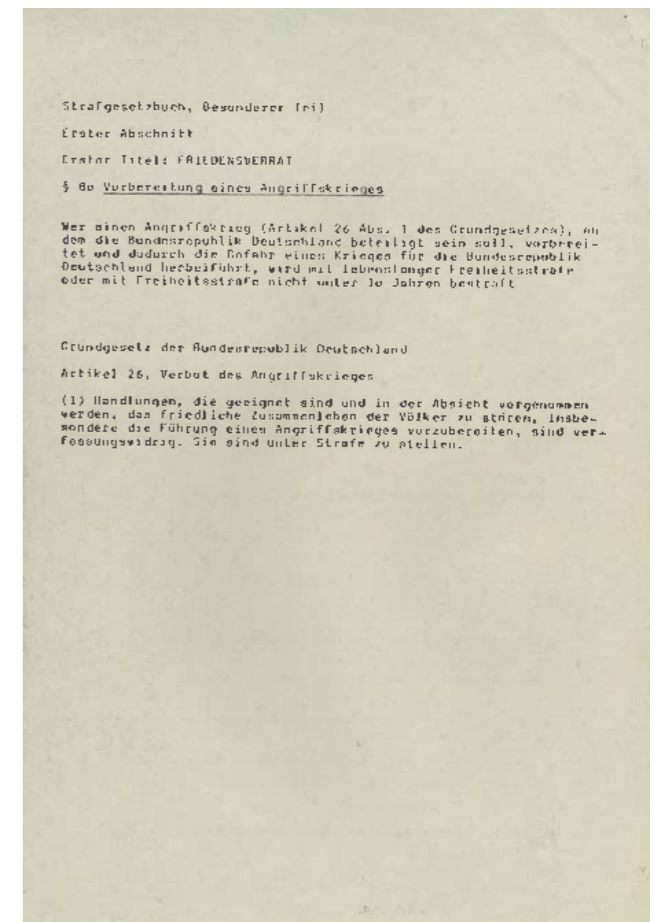 Strafgesetzbuch, Besonderer Teil
Erster Abschnitt
Erster Titel: FRIEDENSVERRAT
§ 80 Vorbereitung eines Angriffskrieges
Wer einen Angriffskrieg (Artikel 26 Abs. 1 des Grundgesetzes), an
dem die Bundesrepublik Deutschland beteiligt sein soll, vorberei-
tet und dadurch die Gefahr eines Krieges für die Bundesrepublik
Deutschland herbeiführt, wird mit lebenslanger Freiheitsstrafe
oder mit Freiheitsstrafe nicht unter 10 Jahren bestraft
Grundgesetz der Bundesrepublik Deutschland
Artikel 26, Verbot des Angriffskrieges
(1) Handlungen, die geeignet sind und in der Absicht vorgenommen
werden, das friedliche Zusammenleben der Völker zu stören, insbe-
sondere die Führung eines Angriffskrieges vorzubereiten, sind ver-
fassungswidrig. Sie sind unter Strafe zu stellen.